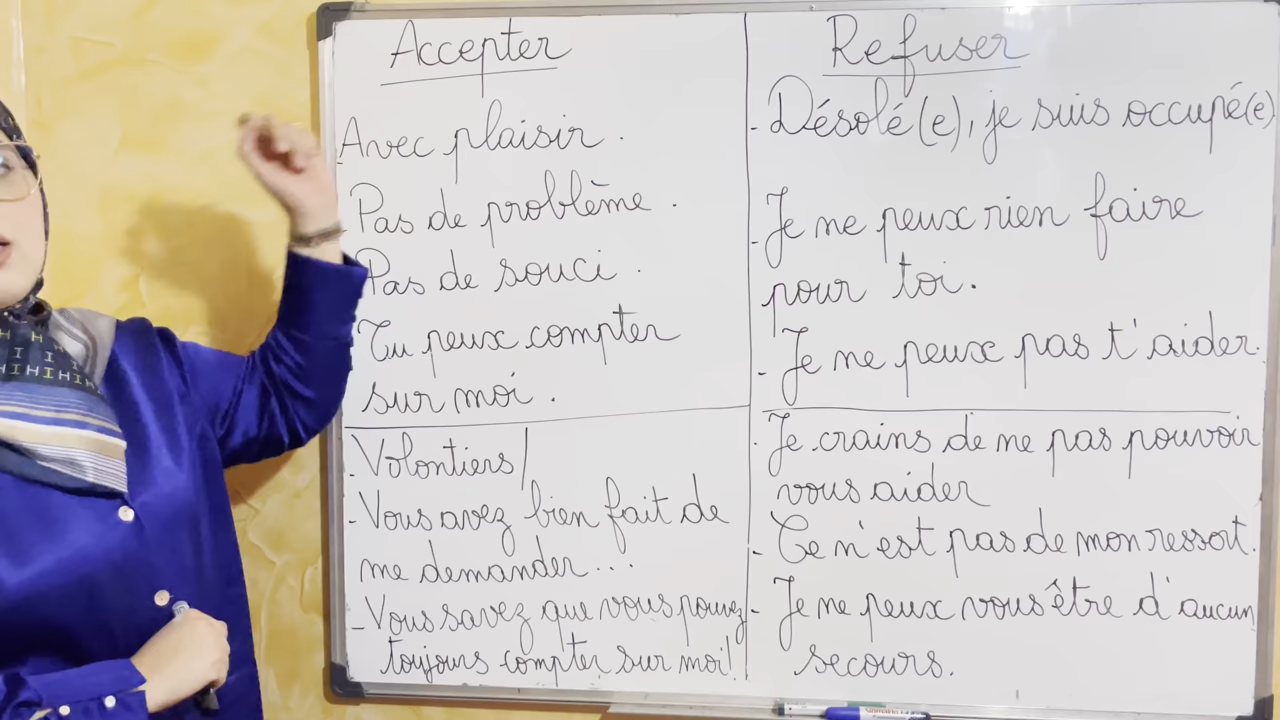 Accepter
- Avec plaisir.
- Pas de problème.
Pas de souci.
Tu peux compter
sur moi.
- Volontiers/
- Vous avez bien fait de
me demander...
- Vous savez que vous pouvez
toujours compter sur moi!
Refuser
- Désolé(e), je suis occupé(e)
- Je ne peux rien faire
pour toi.
- Je ne peux pas t'aider.
- Je crains de ne pas pouvoir
vous aider
- Ce n'est pas de mon ressort.
- Je ne peux vous être d'aucun
secours.